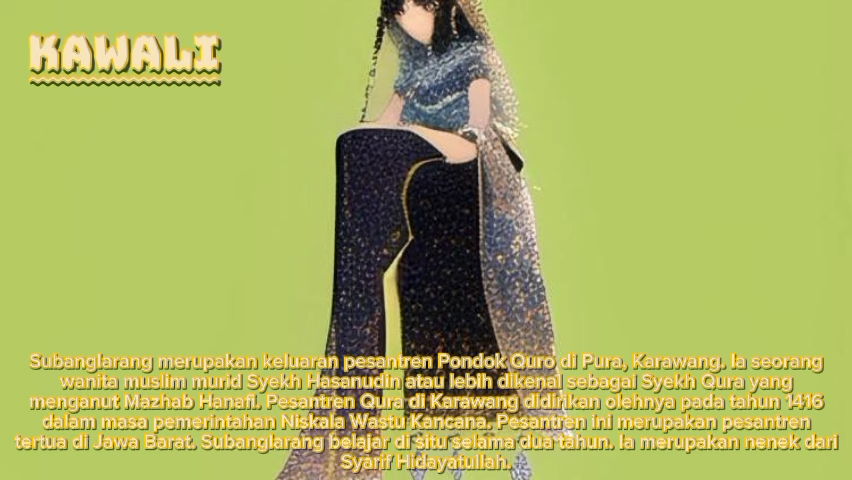 KAWALI
Subanglarang merupakan keluaran pesantren Pondok Quro di Pura, Karawang. Ia seorang
wanita muslim murid Syekh Hasanudin atau lebih dikenal sebagai Syekh Qura yang
menganut Mazhab Hanafi. Pesantren Qura di Karawang didirikan olehnya pada tahun 1416
dalam masa pemerintahan Niskala Wastu Kancana. Pesantren ini merupakan pesantren
tertua di Jawa Barat. Subanglarang belajar di situ selama dua tahun. Ia merupakan nenek dari
Syarif Hidayatullah.